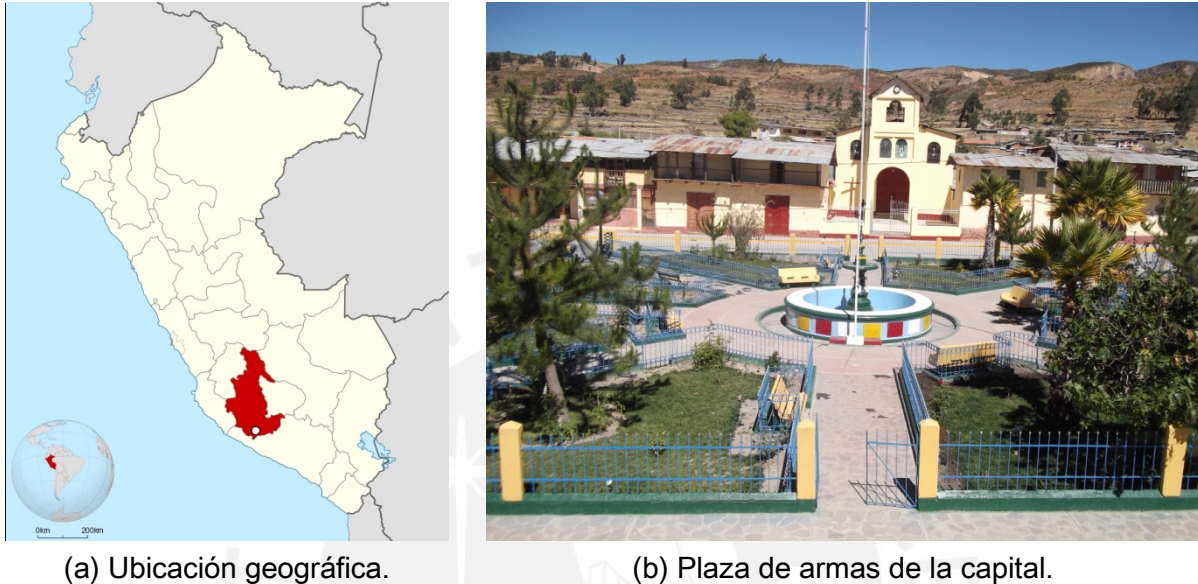 0km 200km
(a) Ubicación geográfica.
(b) Plaza de armas de la capital.